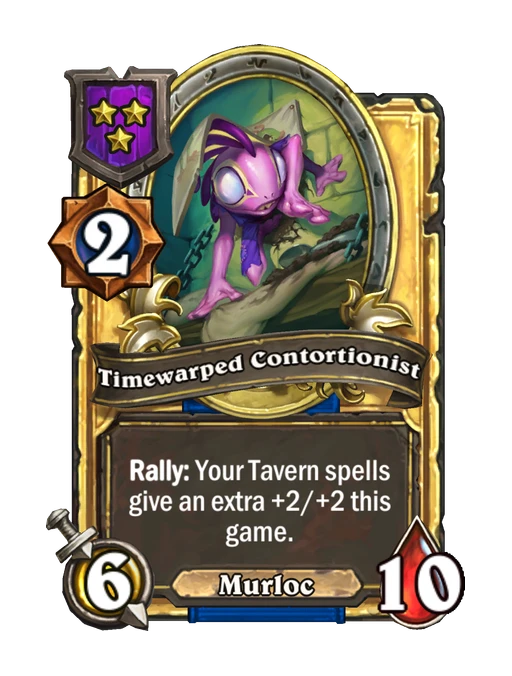 2
Timewarped Contortionist
Rally: Your Tavern spells
give an extra +2/+2 this
game.
6
Murloc
10